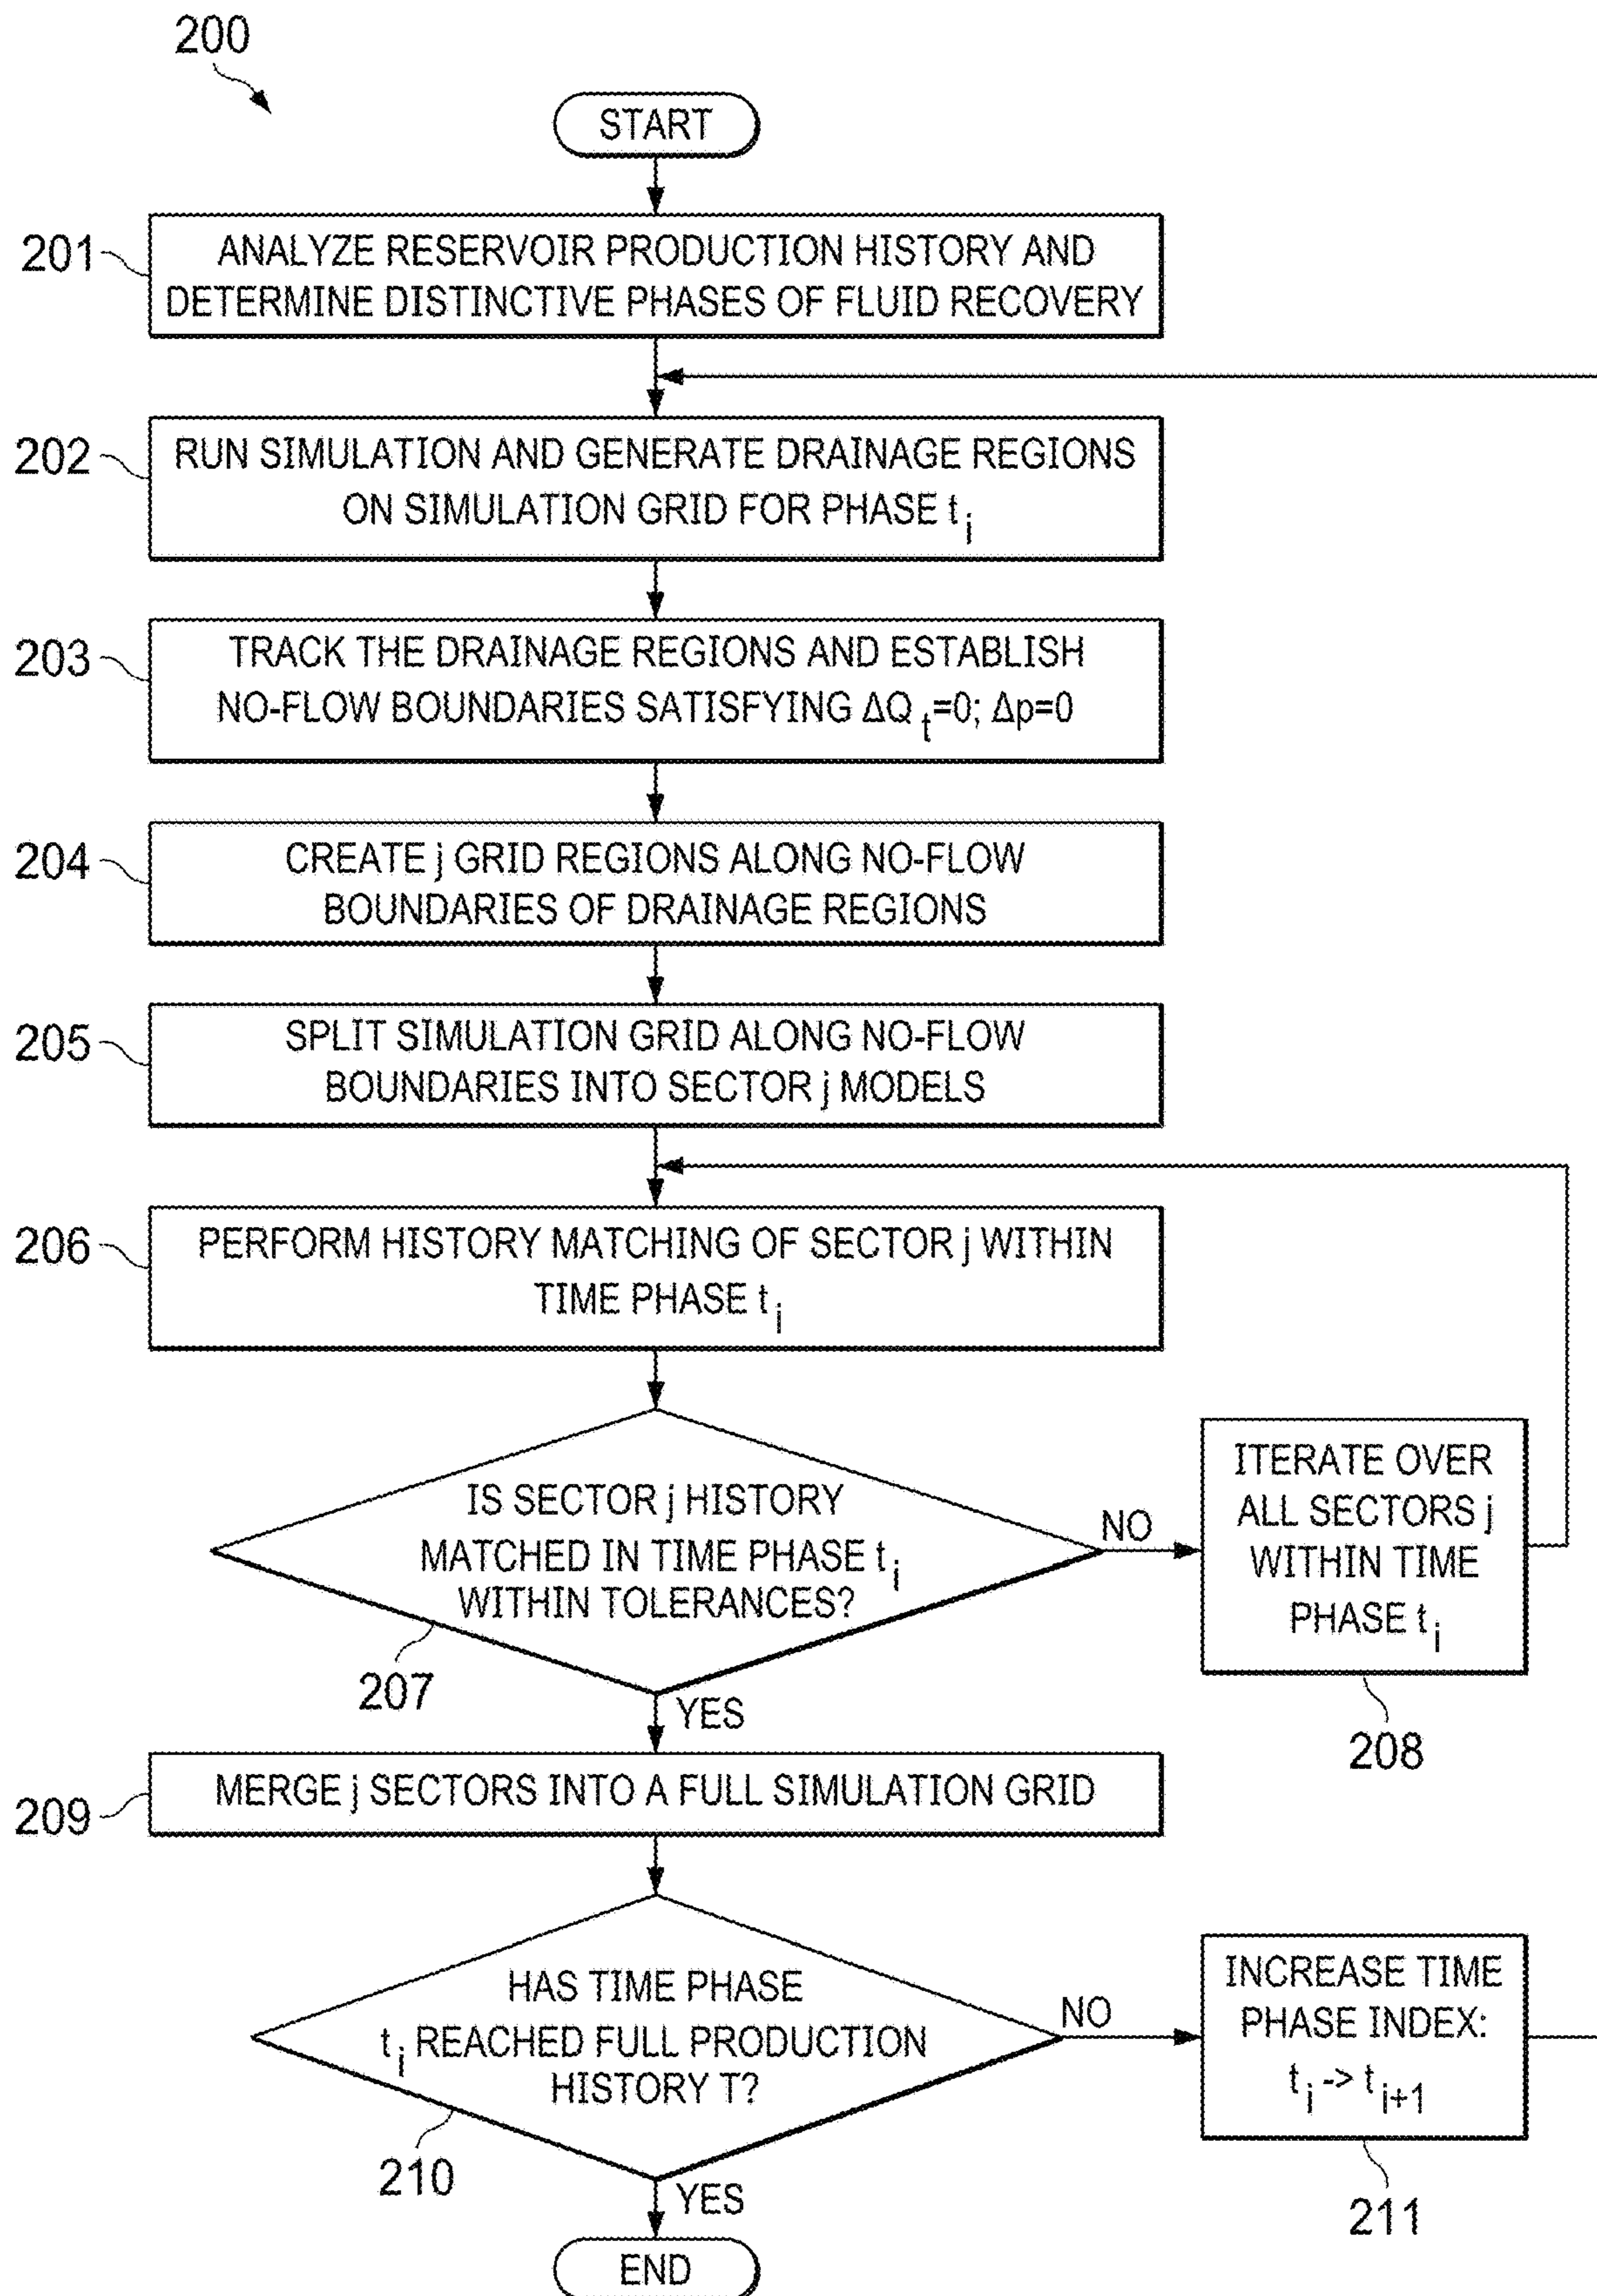 200
START
201
ANALYZE RESERVOIR PRODUCTION HISTORY AND
DETERMINE DISTINCTIVE PHASES OF FLUID RECOVERY
202
RUN SIMULATION AND GENERATE DRAINAGE REGIONS
ON SIMULATION GRID FOR PHASE t i
203
TRACK THE DRAINAGE REGIONS AND ESTABLISH
NO-FLOW BOUNDARIES SATISFYING ΔQ t=0; Δp=0
204
CREATE j GRID REGIONS ALONG NO-FLOW
BOUNDARIES OF DRAINAGE REGIONS
205
SPLIT SIMULATION GRID ALONG NO-FLOW
BOUNDARIES INTO SECTOR j MODELS
206
PERFORM HISTORY MATCHING OF SECTOR j WITHIN
TIME PHASE t i
IS SECTOR j HISTORY
MATCHED IN TIME PHASE t i
WITHIN TOLERANCES?
207
NO
ITERATE OVER
ALL SECTORS j
WITHIN TIME
PHASE t i
208
YES
209
MERGE j SECTORS INTO A FULL SIMULATION GRID
HAS TIME PHASE
t i REACHED FULL PRODUCTION
HISTORY T?
210
NO
INCREASE TIME
PHASE INDEX:
t i -> t i+1
211
YES
END